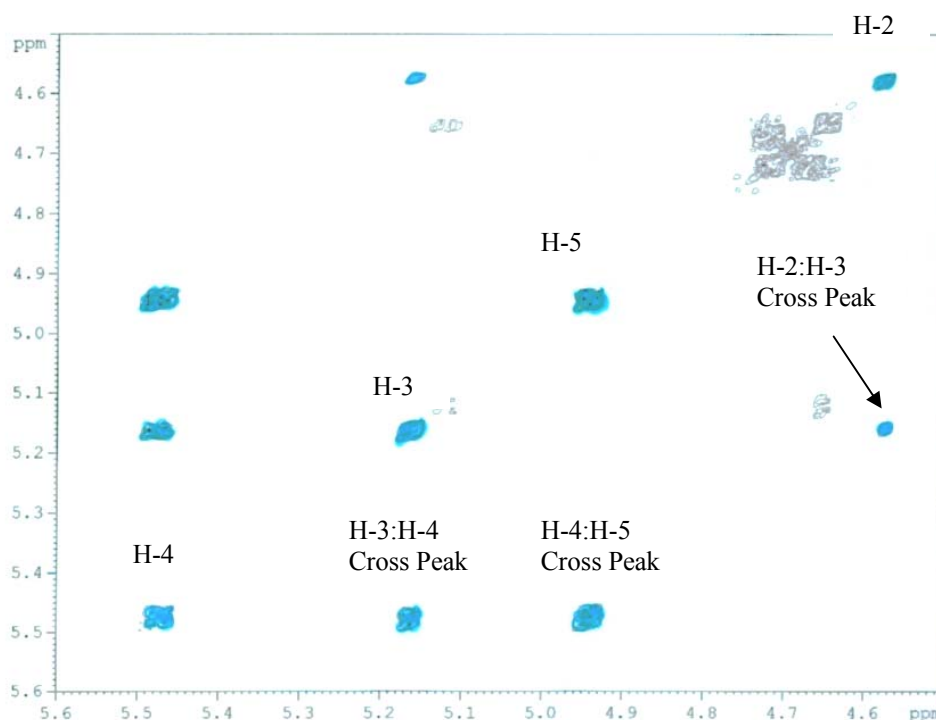 H-2
ppm
4.6
4.7
4.8
H-5
4.9
H-2:H-3
Cross Peak
5.0
5.1
H-3
5.2
5.3
H-3:H-4
Cross Peak
H-4:H-5
Cross Peak
H-4
5.4
5.5
5.6
5.6 5.5 5.4 5.3 5.2 5.1 5.0 4.9 4.8 4.7 4.6 ppm